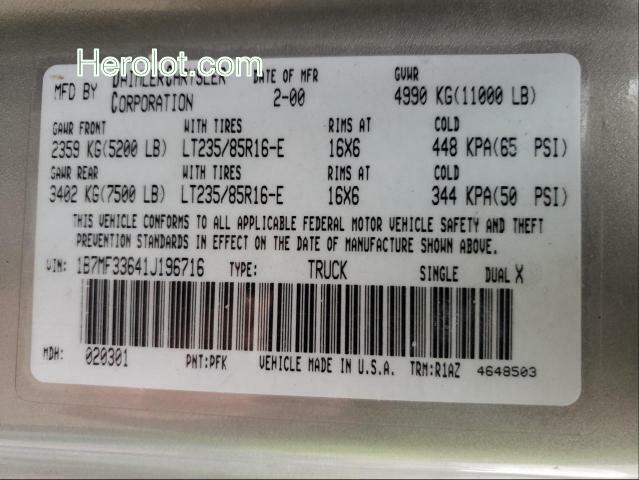 Herolot.com
MFD BY DAIMLERCHRYSLER CORPORATION DATE OF MFR 2-00 GVWR 4990 KG(11000 LB)
GAWR FRONT WITH TIRES RIMS AT COLD
2359 KG(5200 LB) LT235/85R16-E 16X6 448 KPA(65 PSI)
GAWR REAR WITH TIRES RIMS AT COLD
3402 KG(7500 LB) LT235/85R16-E 16X6 344 KPA(50 PSI)
THIS VEHICLE CONFORMS TO ALL APPLICABLE FEDERAL MOTOR VEHICLE SAFETY AND THEFT
PREVENTION STANDARDS IN EFFECT ON THE DATE OF MANUFACTURE SHOWN ABOVE.
VIN: 1B7MF33641J196716 TYPE: TRUCK SINGLE DUAL X
MDH: 020301 PNT:PFK VEHICLE MADE IN U.S.A. TRM:R1AZ 4648503